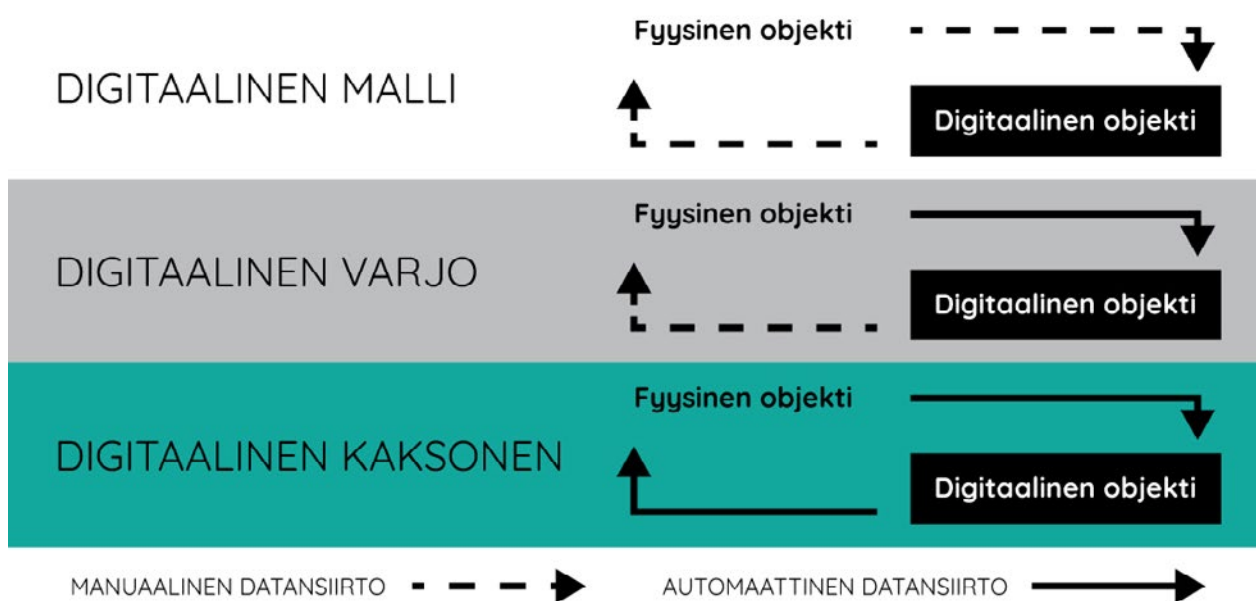 Fyysinen objekti
DIGITAALINEN MALLI
Digitaalinen objekti
Fyysinen objekti
DIGITAALINEN VARJO
Digitaalinen objekti
Fyysinen objekti
DIGITAALINEN KAKSONEN
Digitaalinen objekti
MANUAALINEN DATANSIIRTO
AUTOMAATTINEN DATANSIIRTO